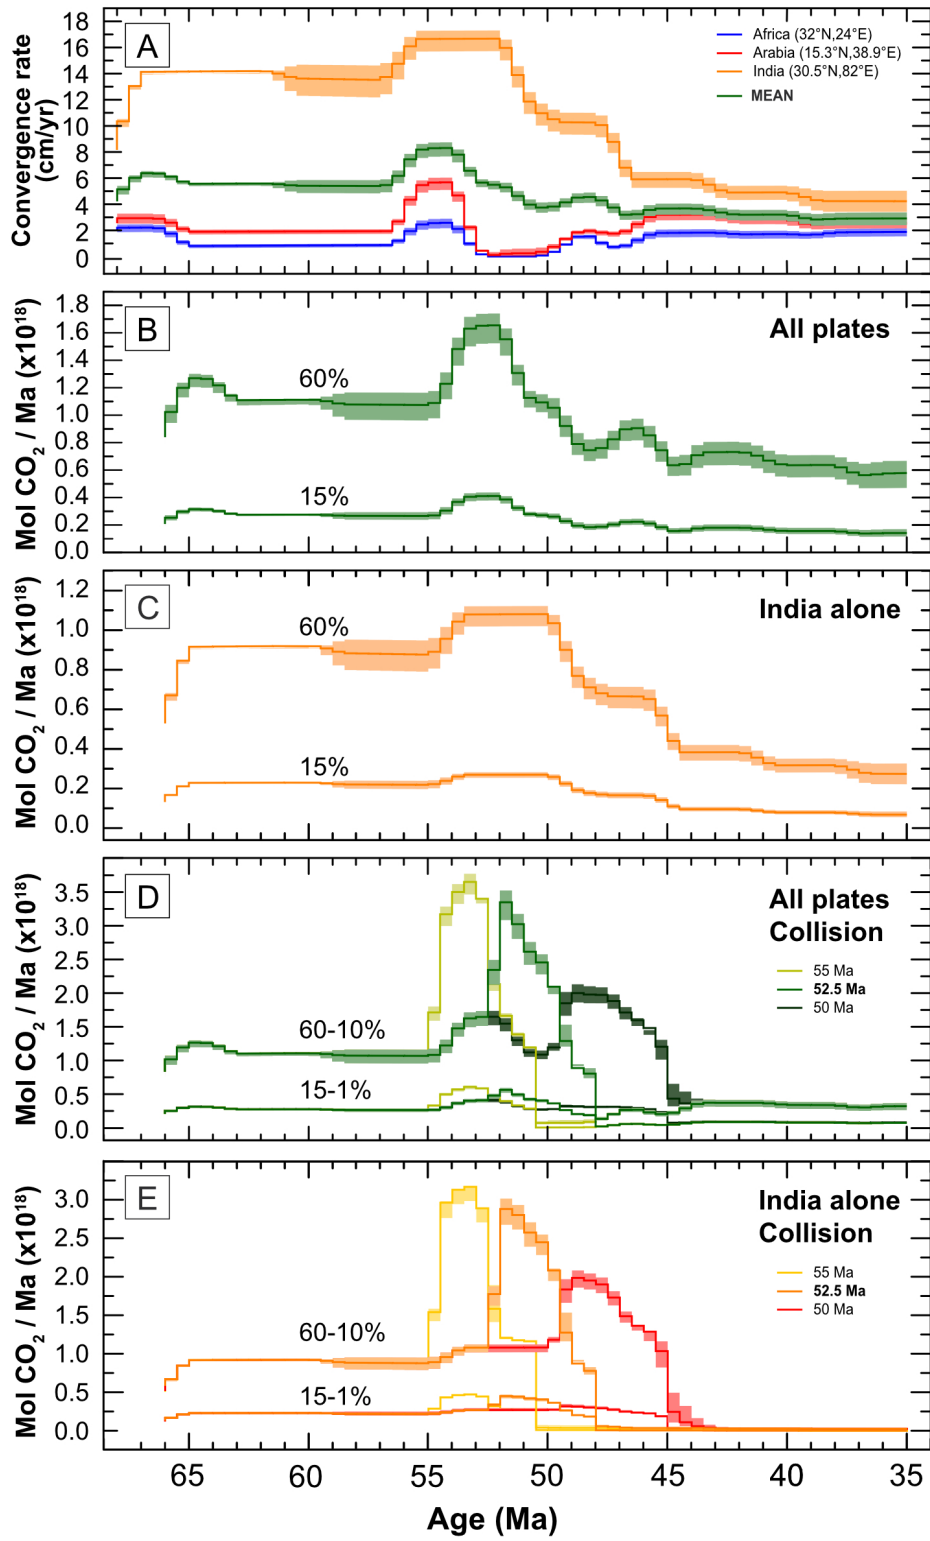 A
Convergence rate
(cm/yr)
18
16
14
12
10
8
6
4
2
0
Africa (32°N,24°E)
Arabia (15.3°N,38.9°E)
India (30.5°N,82°E)
MEAN
B
All plates
Mol CO2 / Ma (x10^18)
1.8
1.6
1.4
1.2
1.0
0.8
0.6
0.4
0.2
0.0
60%
15%
C
India alone
Mol CO2 / Ma (x10^18)
1.2
1.0
0.8
0.6
0.4
0.2
0.0
60%
15%
D
All plates
Collision
55 Ma
52.5 Ma
50 Ma
Mol CO2 / Ma (x10^18)
3.5
3.0
2.5
2.0
1.5
1.0
0.5
0.0
60-10%
15-1%
E
India alone
Collision
55 Ma
52.5 Ma
50 Ma
Mol CO2 / Ma (x10^18)
3.0
2.5
2.0
1.5
1.0
0.5
0.0
60-10%
15-1%
65 60 55 50 45 40 35
Age (Ma)